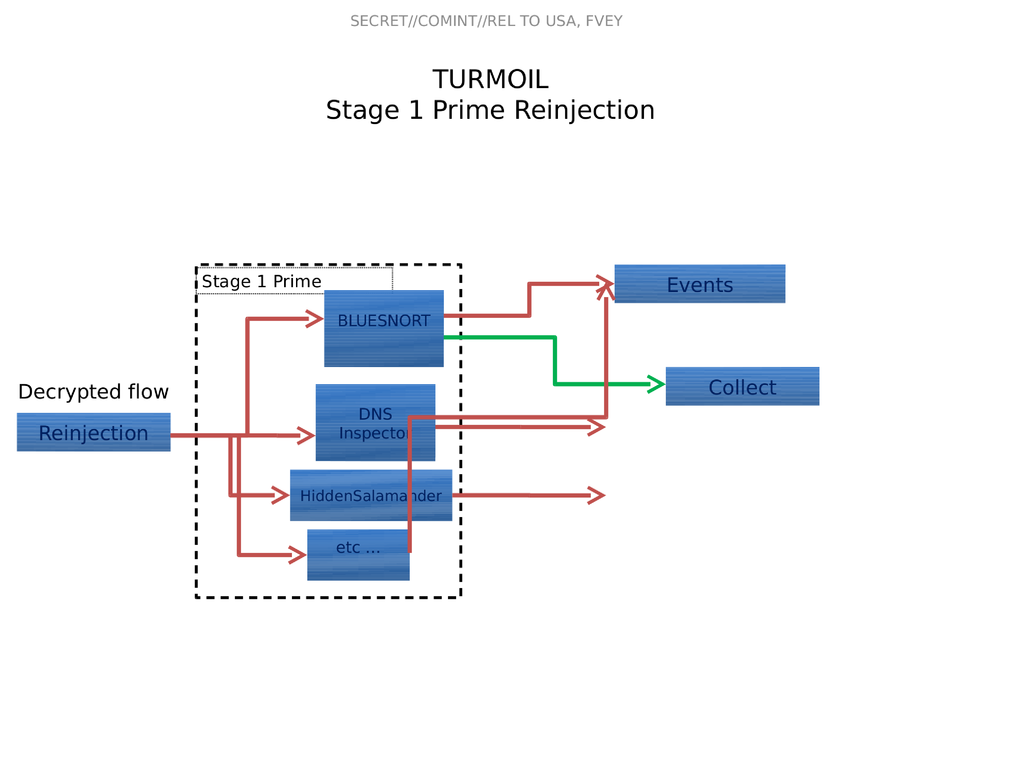 SECRET//COMINT//REL TO USA, FVEY
TURMOIL
Stage 1 Prime Reinjection
Stage 1 Prime
Events
BLUESNORT
Collect
Decrypted flow
Reinjection
DNS
Inspector
HiddenSalamander
etc ...